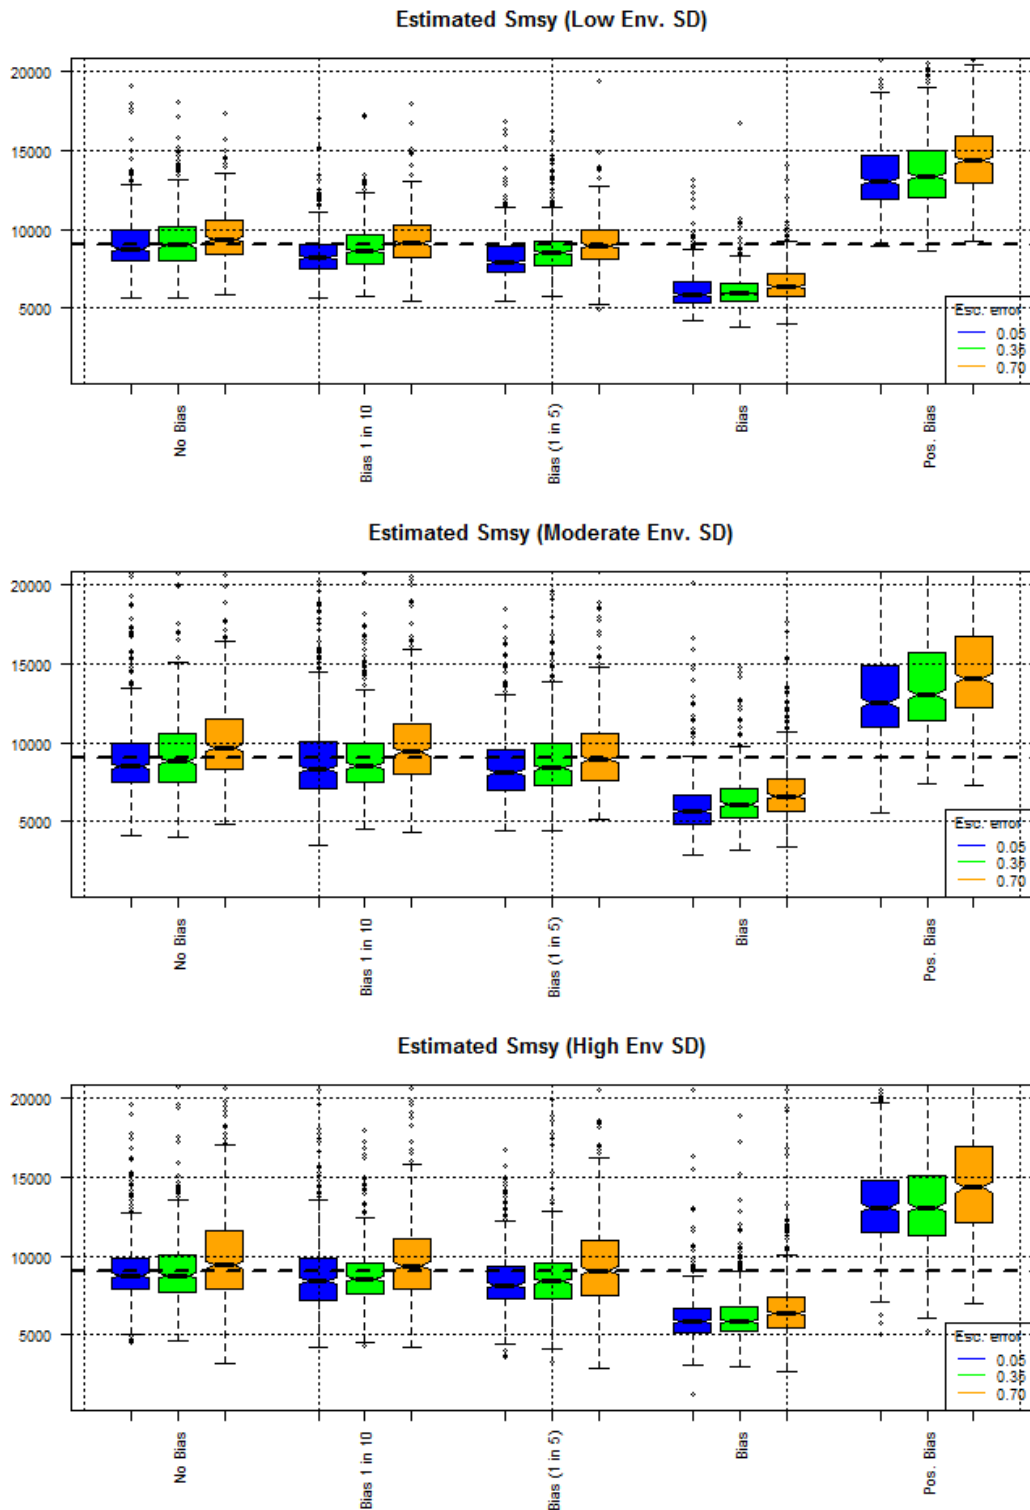 Estimated Smsy (Low Env. SD)
20000
15000
10000
5000
Esc. error
0.05
0.35
0.70
No Bias
Bias 1 in 10
Bias (1 in 5)
Bias
Pos. Bias
Estimated Smsy (Moderate Env. SD)
20000
15000
10000
5000
Esc. error
0.05
0.35
0.70
No Bias
Bias 1 in 10
Bias (1 in 5)
Bias
Pos. Bias
Estimated Smsy (High Env SD)
20000
15000
10000
5000
Esc. error
0.05
0.35
0.70
No Bias
Bias 1 in 10
Bias (1 in 5)
Bias
Pos. Bias